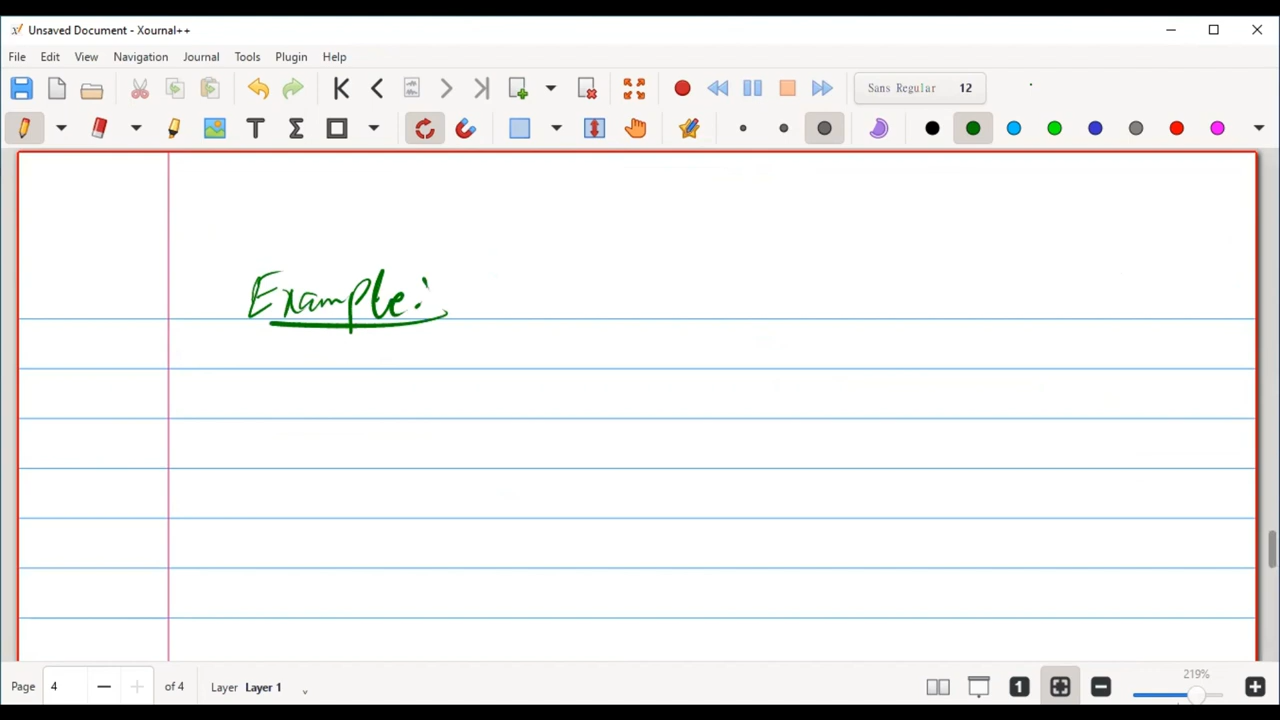 Unsaved Document - Xournal++
File Edit View Navigation Journal Tools Plugin Help
Sans Regular 12
Example:
219%
Page 4 of 4 Layer Layer 1